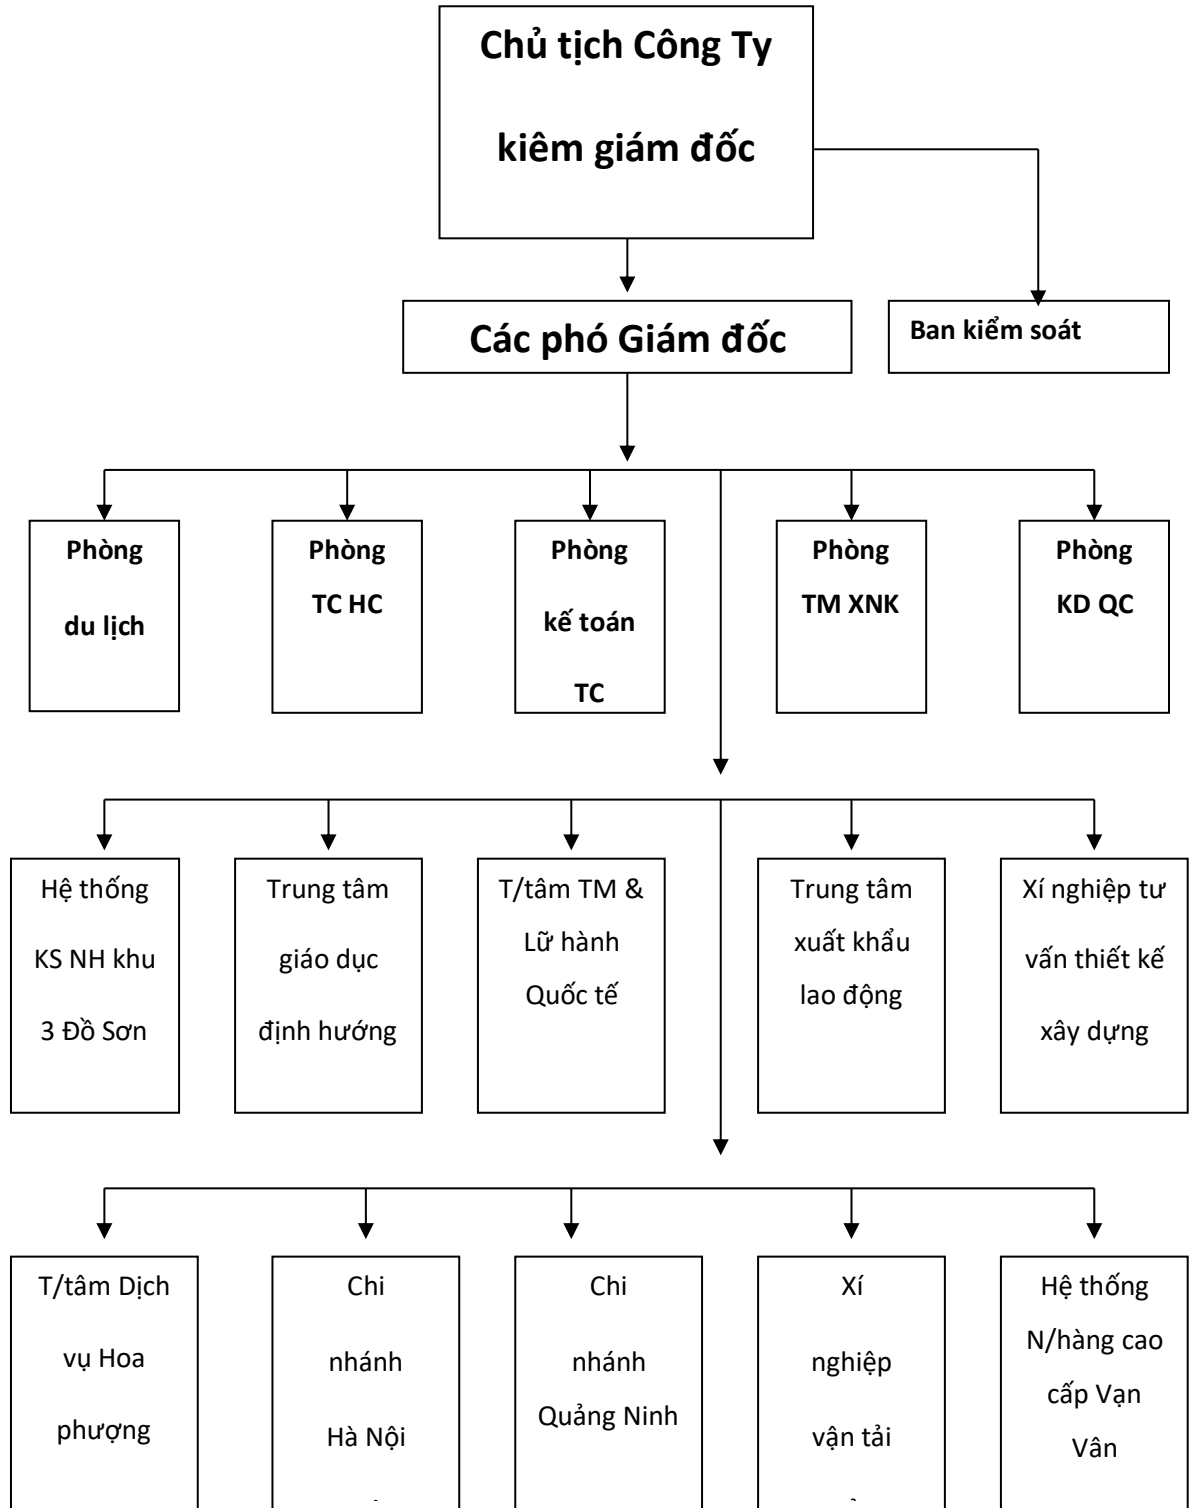 Chủ tịch Công Ty
kiêm giám đốc
Các phó Giám đốc
Ban kiểm soát
Phòng
du lịch
Phòng
TC HC
Phòng
kế toán
TC
Phòng
TM XNK
Phòng
KD QC
Hệ thống
KS NH khu
3 Đồ Sơn
Trung tâm
giáo dục
định hướng
T/tâm TM &
Lữ hành
Quốc tế
Trung tâm
xuất khẩu
lao động
Xí nghiệp tư
vấn thiết kế
xây dựng
T/tâm Dịch
vụ Hoa
phượng
Chi
nhánh
Hà Nội
Chi
nhánh
Quảng Ninh
Xí
nghiệp
vận tải
Hệ thống
N/hàng cao
cấp Vạn
Vân